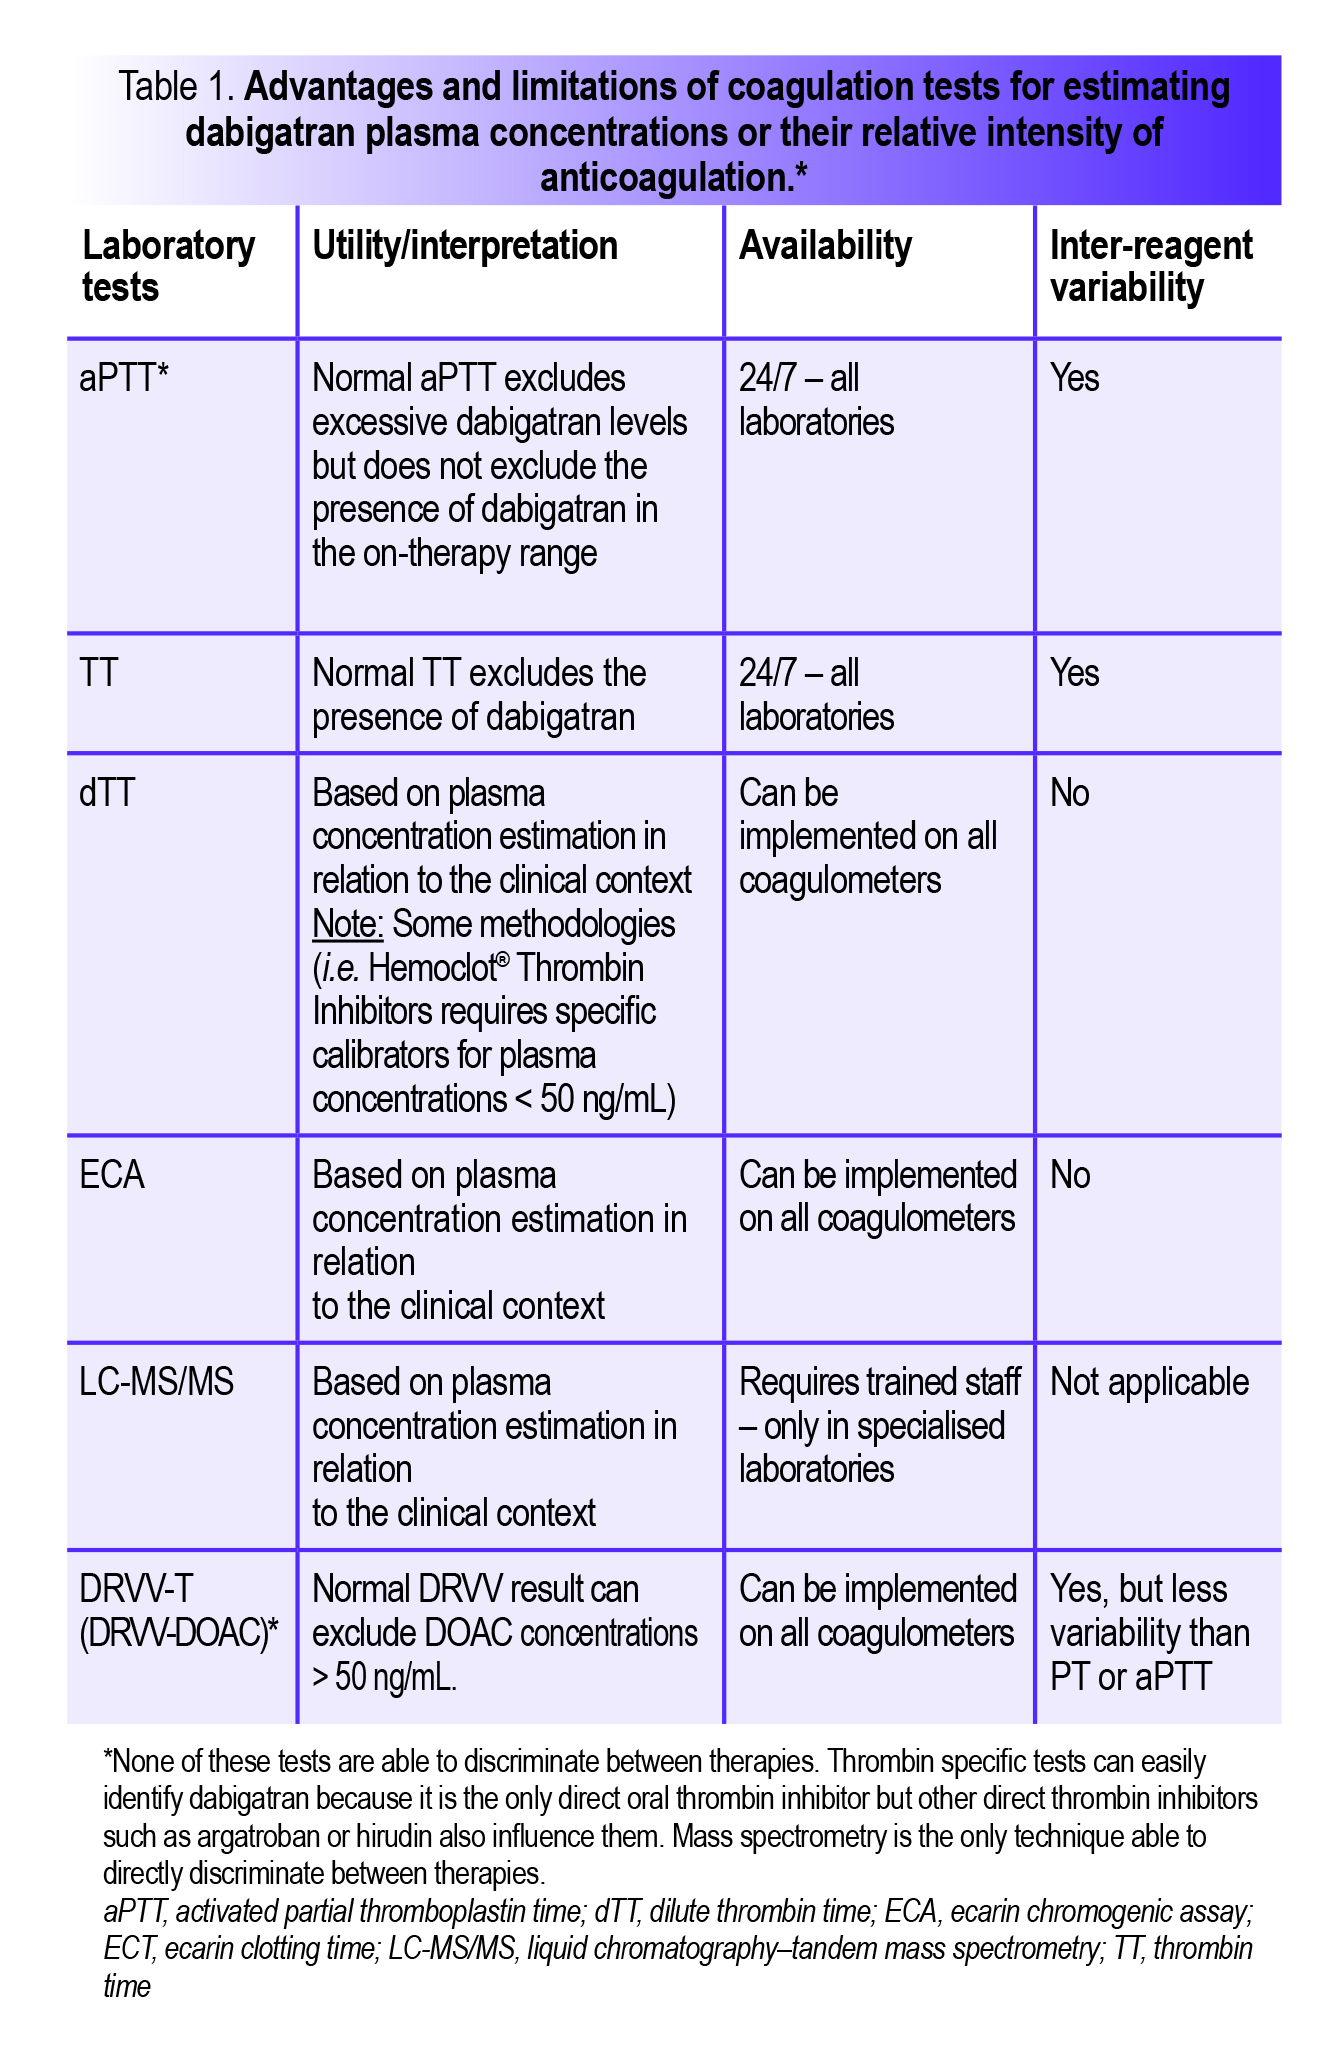 Table 1. Advantages and limitations of coagulation tests for estimating
dabigatran plasma concentrations or their relative intensity of
anticoagulation.*
Laboratory
tests
Utility/interpretation
Availability
Inter-reagent
variability
aPTT*
Normal aPTT excludes
excessive dabigatran levels
but does not exclude the
presence of dabigatran in
the on-therapy range
24/7 – all
laboratories
Yes
TT
Normal TT excludes the
presence of dabigatran
24/7 – all
laboratories
Yes
dTT
Based on plasma
concentration estimation in
relation to the clinical context
Note: Some methodologies
(i.e. Hemoclot® Thrombin
Inhibitors requires specific
calibrators for plasma
concentrations < 50 ng/mL)
Can be
implemented on all
coagulometers
No
ECA
Based on plasma
concentration estimation in
relation
to the clinical context
Can be implemented
on all coagulometers
No
LC-MS/MS
Based on plasma
concentration estimation in
relation
to the clinical context
Requires trained staff
– only in specialised
laboratories
Not applicable
DRVV-T
(DRVV-DOAC)*
Normal DRVV result can
exclude DOAC concentrations
> 50 ng/mL.
Can be implemented
on all coagulometers
Yes, but less
variability than
PT or aPTT
*None of these tests are able to discriminate between therapies. Thrombin specific tests can easily
identify dabigatran because it is the only direct oral thrombin inhibitor but other direct thrombin inhibitors
such as argatroban or hirudin also influence them. Mass spectrometry is the only technique able to
directly discriminate between therapies.
aPTT, activated partial thromboplastin time; dTT, dilute thrombin time; ECA, ecarin chromogenic assay;
ECT, ecarin clotting time; LC-MS/MS, liquid chromatography–tandem mass spectrometry; TT, thrombin
time